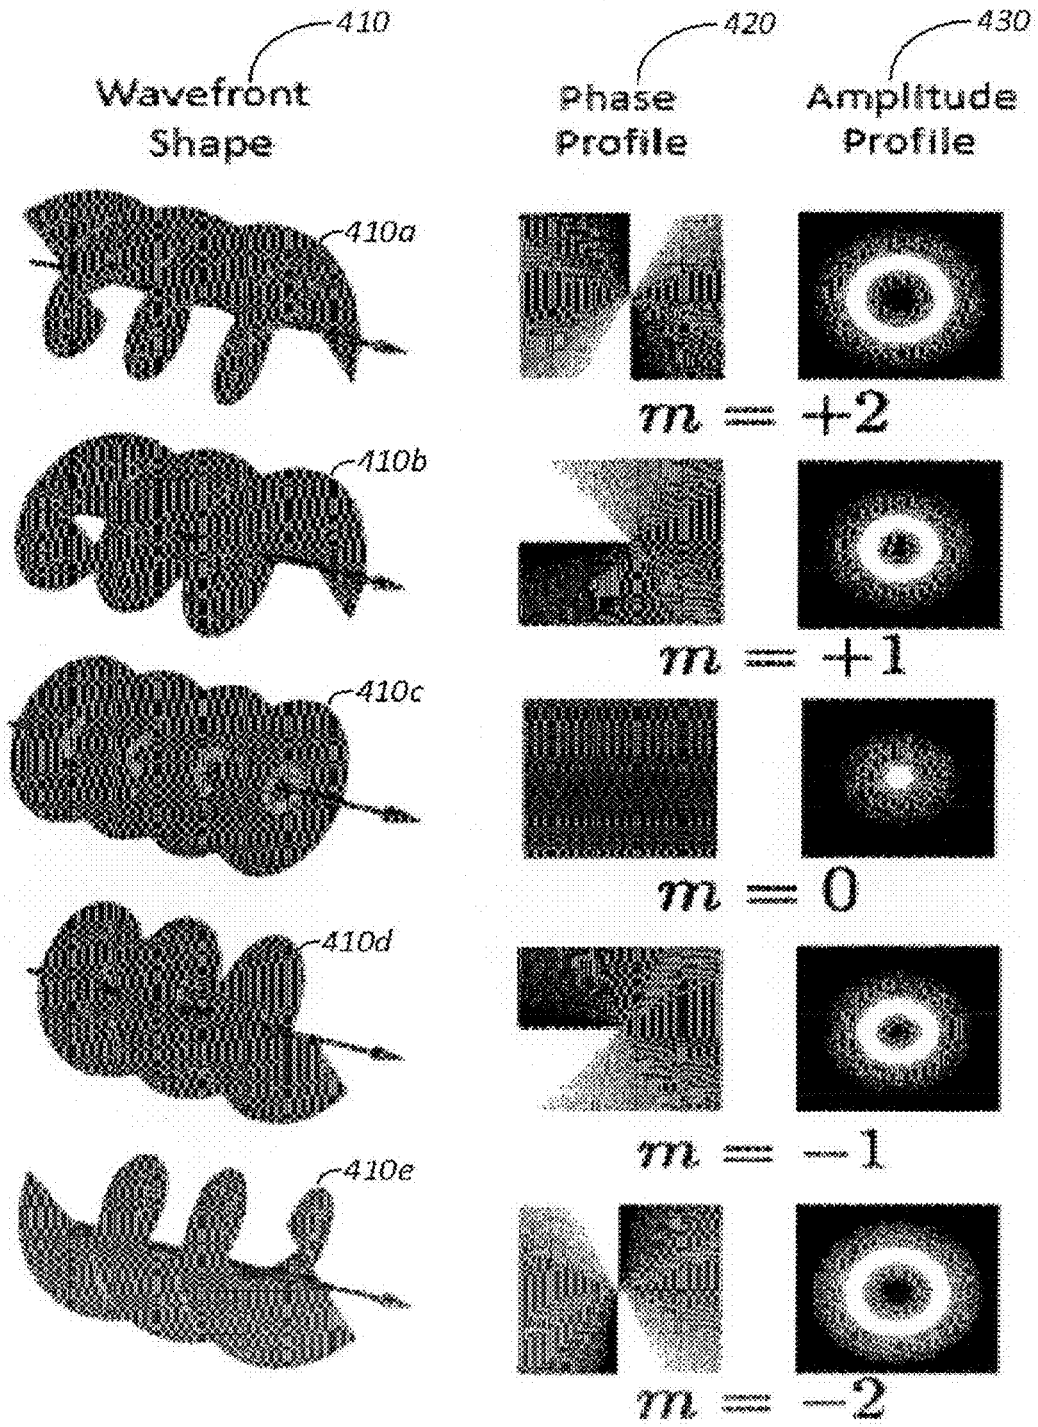 410
420
430
Wavefront
Shape
Phase
Profile
Amplitude
Profile
410a
m = +2
410b
m = +1
410c
m = 0
410d
m = −1
410e
m = −2